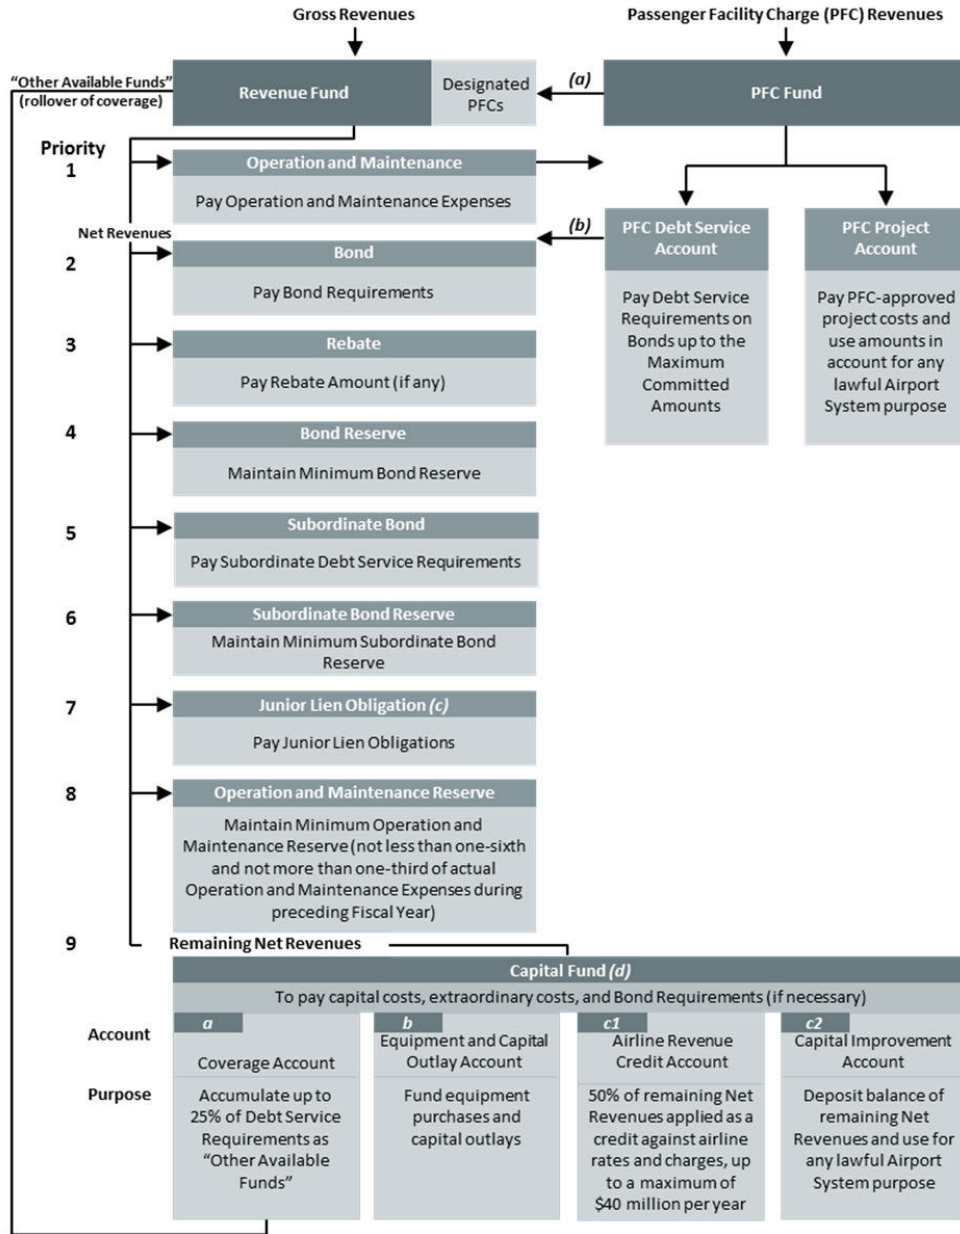 Gross Revenues
Passenger Facility Charge (PFC) Revenues
"Other Available Funds"
(rollover of coverage)
Revenue Fund
Designated
PFCs
(a)
PFC Fund
Priority
1
Operation and Maintenance
Pay Operation and Maintenance Expenses
Net Revenues
2
Bond
Pay Bond Requirements
(b)
PFC Debt Service
Account
Pay Debt Service
Requirements on
Bonds up to the
Maximum
Committed
Amounts
PFC Project
Account
Pay PFC-approved
project costs and
use amounts in
account for any
lawful Airport
System purpose
3
Rebate
Pay Rebate Amount (if any)
4
Bond Reserve
Maintain Minimum Bond Reserve
5
Subordinate Bond
Pay Subordinate Debt Service Requirements
6
Subordinate Bond Reserve
Maintain Minimum Subordinate Bond
Reserve
7
Junior Lien Obligation (c)
Pay Junior Lien Obligations
8
Operation and Maintenance Reserve
Maintain Minimum Operation and
Maintenance Reserve (not less than one-sixth
and not more than one-third of actual
Operation and Maintenance Expenses during
preceding Fiscal Year)
9
Remaining Net Revenues
Capital Fund (d)
To pay capital costs, extraordinary costs, and Bond Requirements (if necessary)
Account
Purpose
a
Coverage Account
Accumulate up to
25% of Debt Service
Requirements as
"Other Available
Funds"
b
Equipment and Capital
Outlay Account
Fund equipment
purchases and
capital outlays
c1
Airline Revenue
Credit Account
50% of remaining Net
Revenues applied as a
credit against airline
rates and charges, up
to a maximum of
$40 million per year
c2
Capital Improvement
Account
Deposit balance of
remaining Net
Revenues and use for
any lawful Airport
System purpose